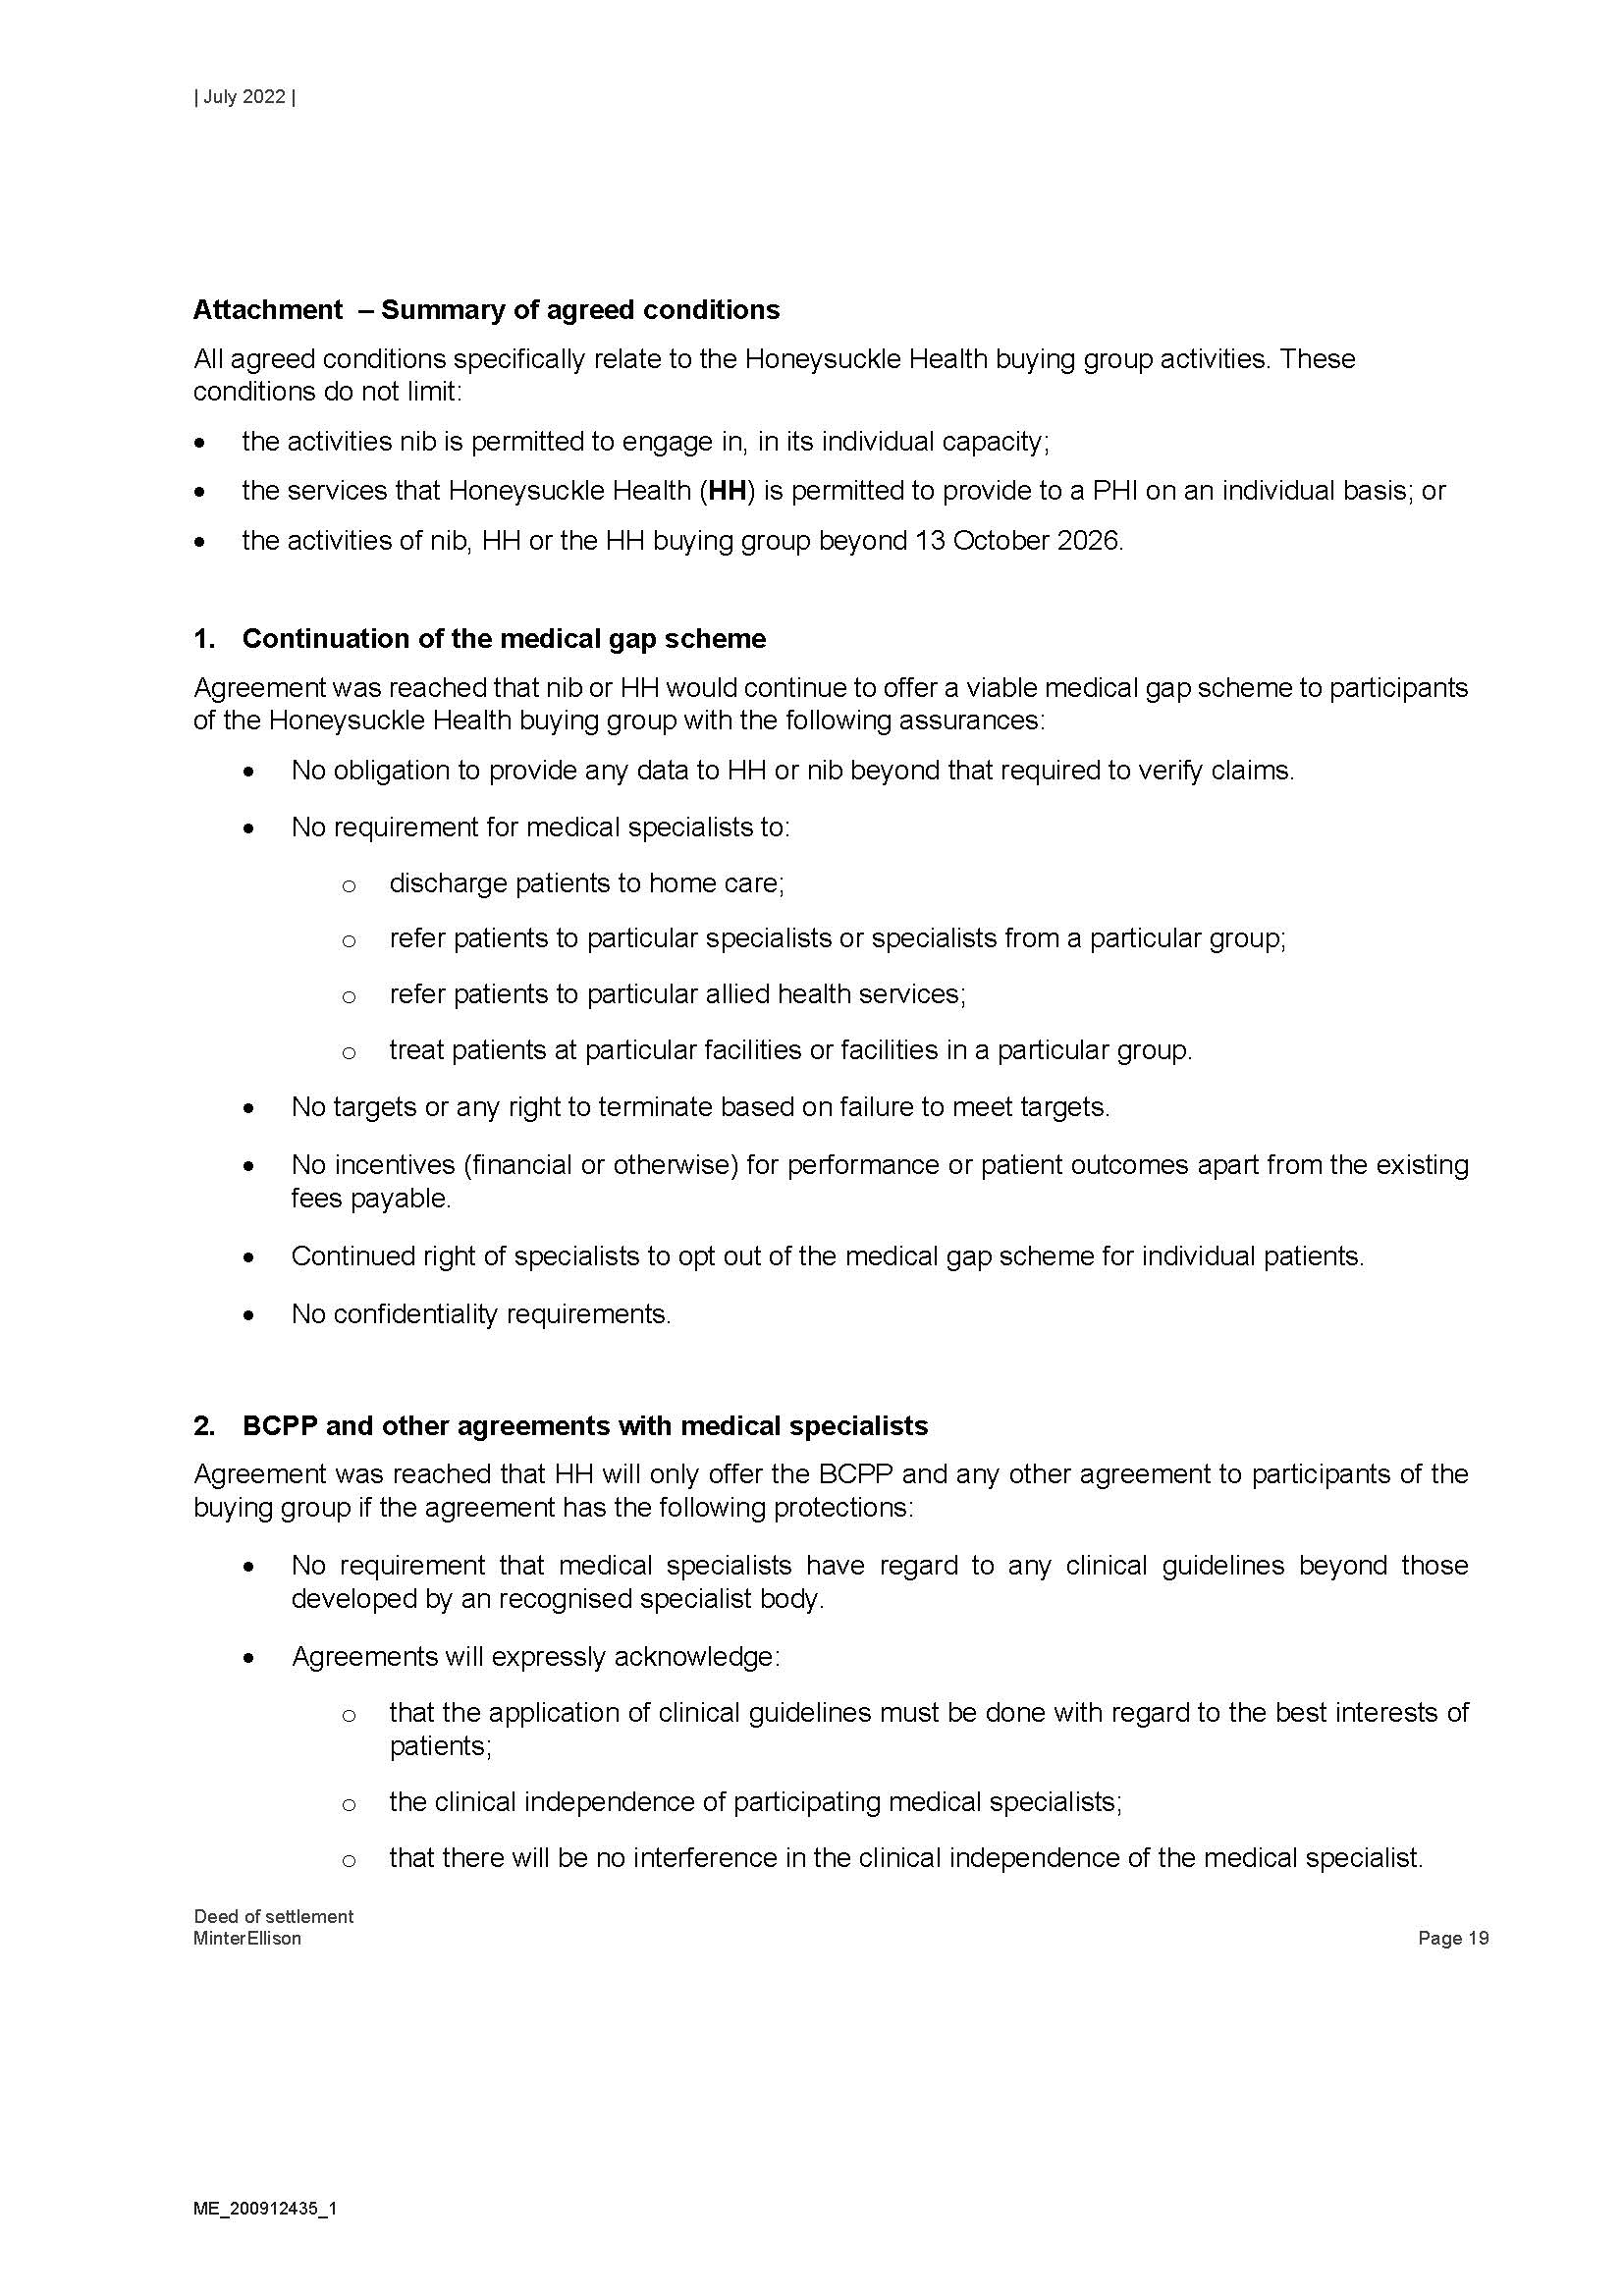 | July 2022 |
Attachment – Summary of agreed conditions
All agreed conditions specifically relate to the Honeysuckle Health buying group activities. These
conditions do not limit:
• the activities nib is permitted to engage in, in its individual capacity;
• the services that Honeysuckle Health (HH) is permitted to provide to a PHI on an individual basis; or
• the activities of nib, HH or the HH buying group beyond 13 October 2026.
1. Continuation of the medical gap scheme
Agreement was reached that nib or HH would continue to offer a viable medical gap scheme to participants
of the Honeysuckle Health buying group with the following assurances:
• No obligation to provide any data to HH or nib beyond that required to verify claims.
• No requirement for medical specialists to:
o discharge patients to home care;
o refer patients to particular specialists or specialists from a particular group;
o refer patients to particular allied health services;
o treat patients at particular facilities or facilities in a particular group.
• No targets or any right to terminate based on failure to meet targets.
• No incentives (financial or otherwise) for performance or patient outcomes apart from the existing
fees payable.
• Continued right of specialists to opt out of the medical gap scheme for individual patients.
• No confidentiality requirements.
2. BCPP and other agreements with medical specialists
Agreement was reached that HH will only offer the BCPP and any other agreement to participants of the
buying group if the agreement has the following protections:
• No requirement that medical specialists have regard to any clinical guidelines beyond those
developed by an recognised specialist body.
• Agreements will expressly acknowledge:
o that the application of clinical guidelines must be done with regard to the best interests of
patients;
o the clinical independence of participating medical specialists;
o that there will be no interference in the clinical independence of the medical specialist.
Deed of settlement
MinterEllison Page 19
ME_200912435_1